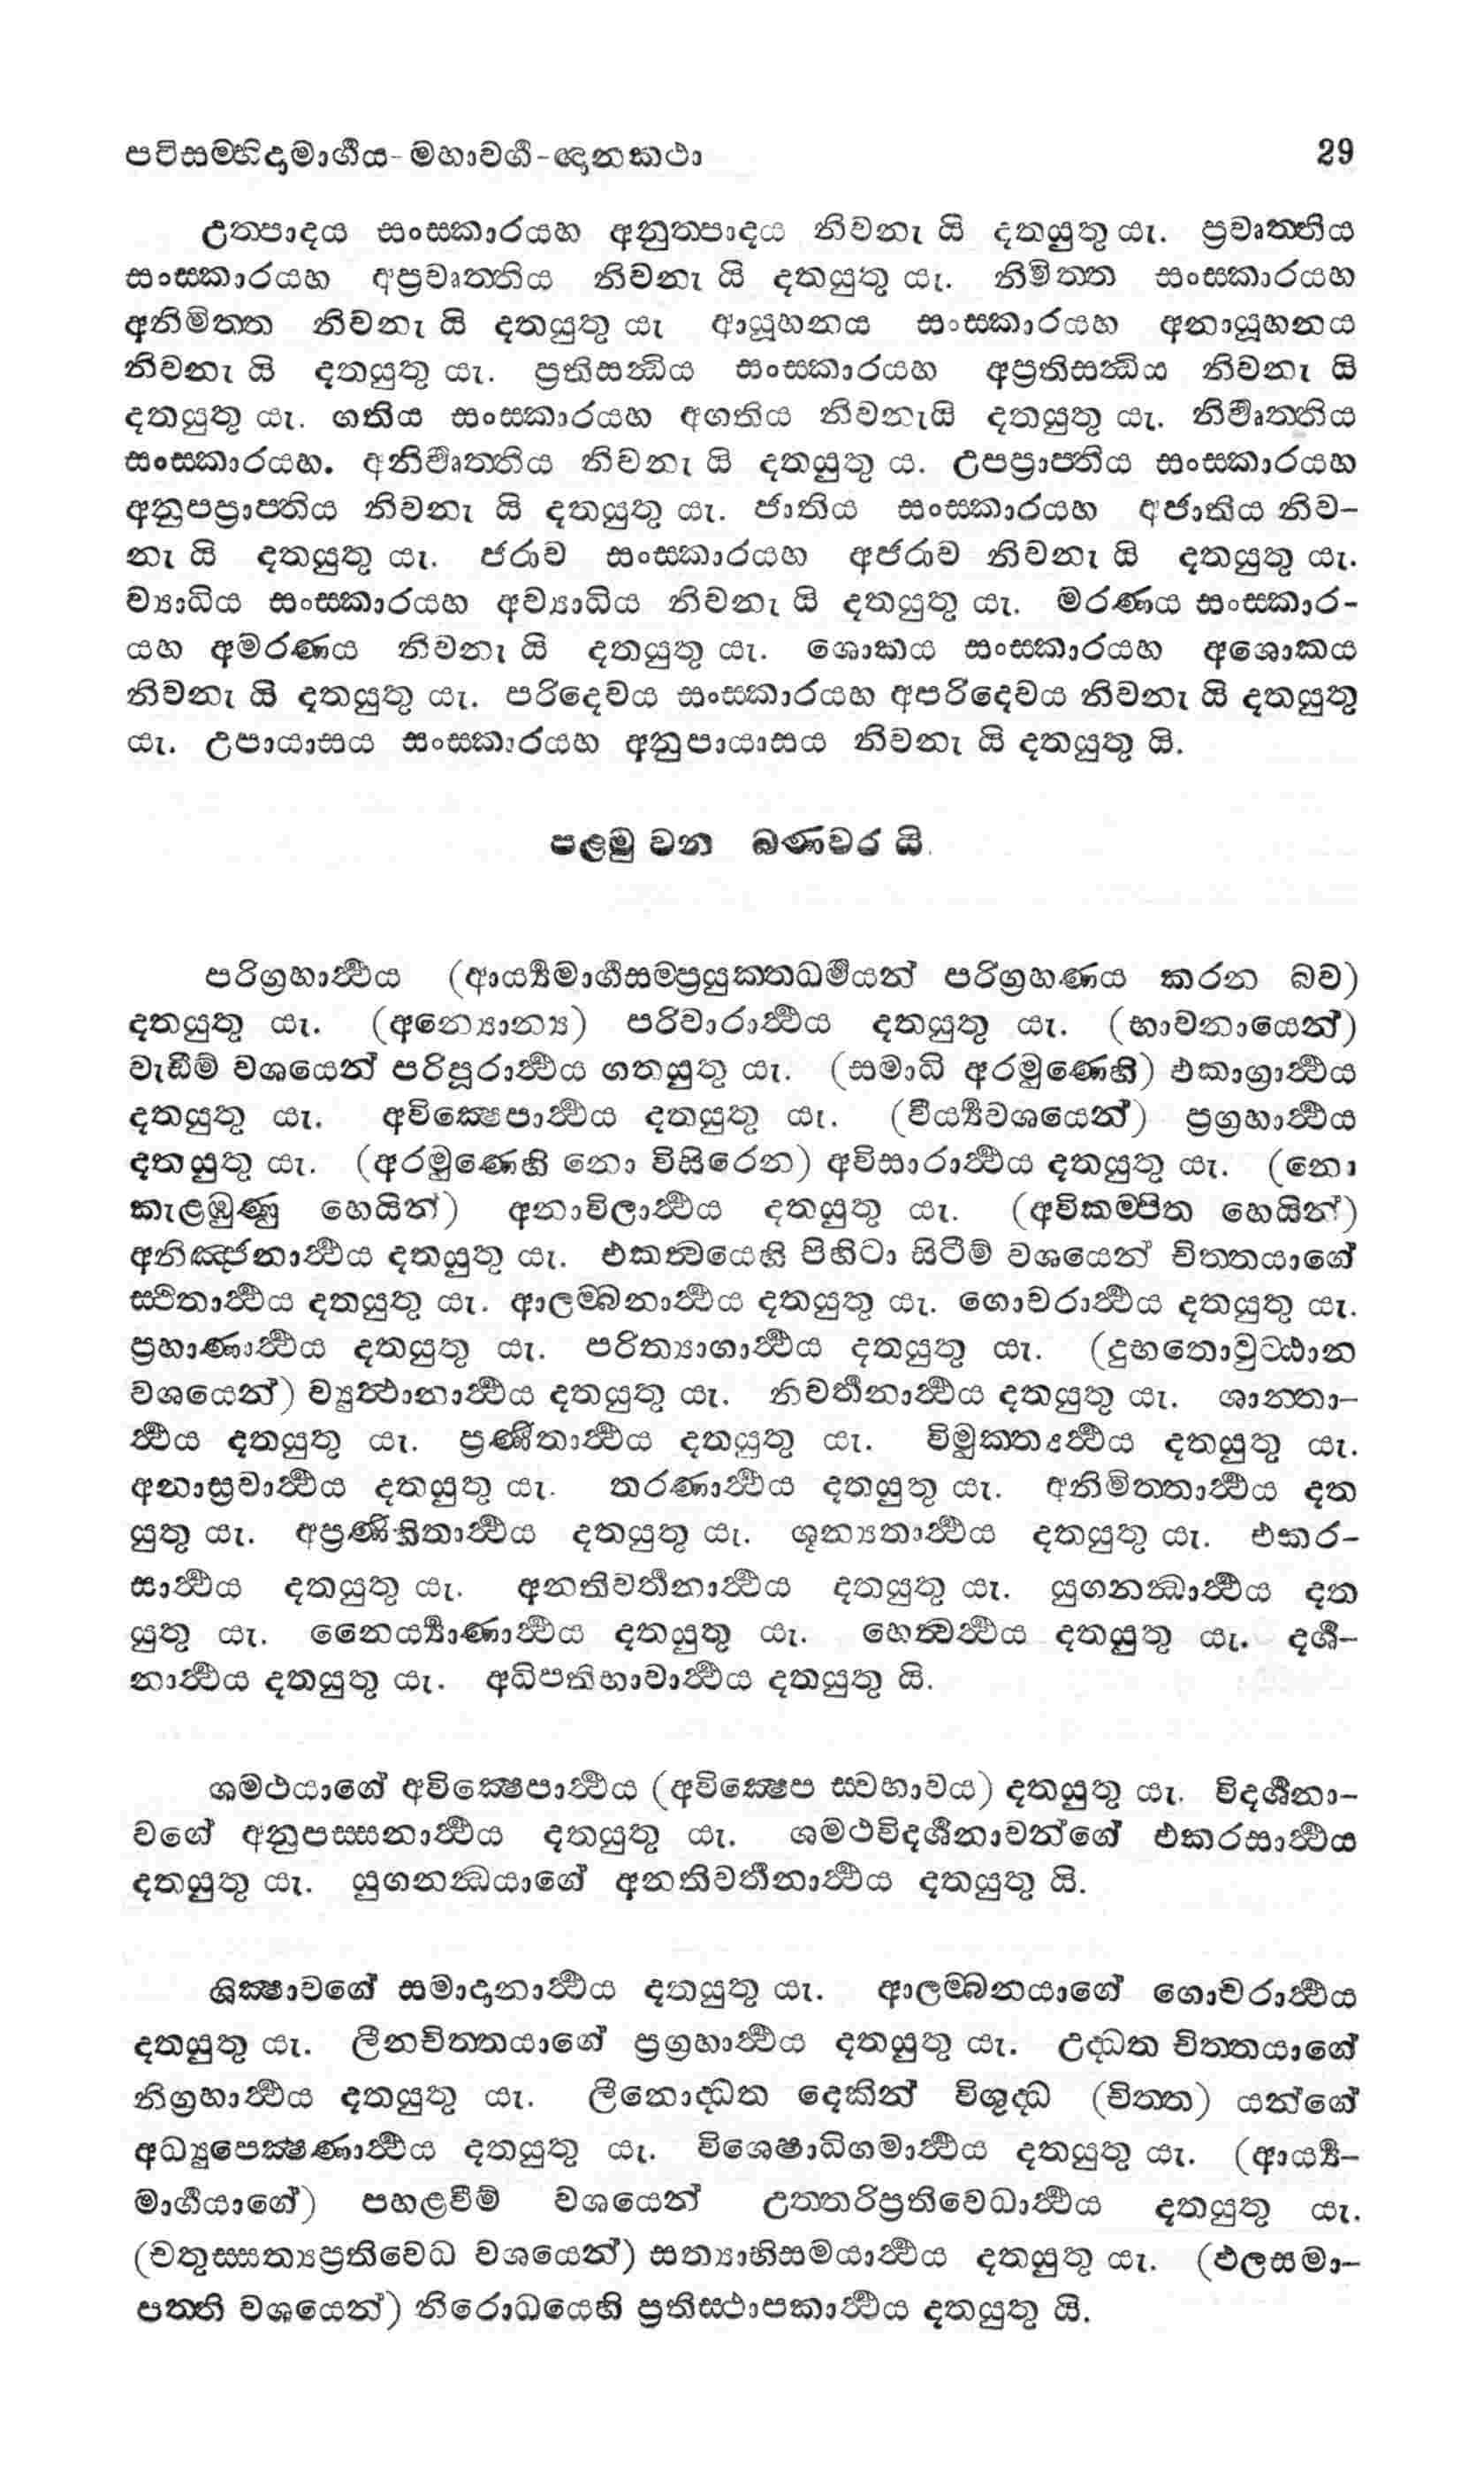 පටිසම්භිදාමාර්ගය-මහාවර්ග-ඥානකථා 29
උත්පාදය සංස්කාරයහ අනුත්පාදය නිවනැ යි දතයුතු යැ. ප්‍රවෘත්තිය
සංස්කාරයහ අප්‍රවෘත්තිය නිවනැ යි දතයුතු යැ. නිමිත්ත සංස්කාරයහ
අනිමිත්ත නිවනැ යි දතයුතු යැ ආයූහනය සංස්කාරයහ අනායූහනය
නිවනැ යි දතයුතු යැ. ප්‍රතිසන්ධිය සංස්කාරයහ අප්‍රතිසන්ධිය නිවනැ යි
දතයුතු යැ. ගතිය සංස්කාරයහ අගතිය නිවනැයි දතයුතු යැ. නිර්වෘත්තිය
සංස්කාරයහ. අනිර්වෘත්තිය නිවනැ යි දතයුතු ය. උපප්‍රාප්තිය සංස්කාරයහ
අනුපප්‍රාප්තිය නිවනැ යි දතයුතු යැ. ජාතිය සංස්කාරයහ අජාතිය නිව-
නැ යි දතයුතු යැ. ජරාව සංස්කාරයහ අජරාව නිවනැ යි දතයුතු යැ.
ව්‍යාධිය සංස්කාරයහ අව්‍යාධිය නිවනැ යි දතයුතු යැ. මරණය සංස්කාර-
යහ අමරණය නිවනැ යි දතයුතු යැ. ශොකය සංස්කාරයහ අශොකය
නිවනැ යි දතයුතු යැ. පරිදෙවය සංස්කාරයහ අපරිදෙවය නිවනැ යි දතයුතු
යැ. උපායාසය සංස්කාරයහ අනුපායාසය නිවනැ යි දතයුතු යි.
පළමු වන බණවර යි.
පරිග්‍රහාර්ථය (ආර්ය්‍යමාර්ගසම්ප්‍රයුක්තධර්මයන් පරිග්‍රහණය කරන බව)
දතයුතු යැ. (අන්‍යොන්‍ය) පරිවාරාර්ථය දතයුතු යැ. (භාවනායෙන්)
වැඩීම් වශයෙන් පරිපූරාර්ථය ගතයුතු යැ. (සමාධි අරමුණෙහි) එකාග්‍රාර්ථය
දතයුතු යැ. අවික්ෂෙපාර්ථය දතයුතු යැ. (වීර්ය්‍යවශයෙන්) ප්‍රග්‍රහාර්ථය
දතයුතු යැ. (අරමුණෙහි නො විසිරෙන) අවිසාරාර්ථය දතයුතු යැ. (නො
කැළඹුණු හෙයින්) අනාවිලාර්ථය දතයුතු යැ. (අවිකම්පිත හෙයින්)
අනිඤ්ජනාර්ථය දතයුතු යැ. එකත්වයෙහි පිහිටා සිටීම් වශයෙන් චිත්තයාගේ
ස්ථිතාර්ථය දතයුතු යැ. ආලම්බනාර්ථය දතයුතු යැ. ගොචරාර්ථය දතයුතු යැ.
ප්‍රහාණාර්ථය දතයුතු යැ. පරිත්‍යාගාර්ථය දතයුතු යැ. (දුභතොවුට්ඨාන
වශයෙන්) ව්‍යුත්ථානාර්ථය දතයුතු යැ. නිවර්තනාර්ථය දතයුතු යැ. ශාන්තා-
ර්ථය දතයුතු යැ. ප්‍රණීතාර්ථය දතයුතු යැ. විමුක්ත්‍යර්ථය දතයුතු යැ.
අනාස්‍රවාර්ථය දතයුතු යැ. තරණාර්ථය දතයුතු යැ. අනිමිත්තාර්ථය දත
යුතු යැ. අප්‍රණිහිතාර්ථය දතයුතු යැ. ශූන්‍යතාර්ථය දතයුතු යැ. එකර-
සාර්ථය දතයුතු යැ. අනතිවර්තනාර්ථය දතයුතු යැ. යුගනන්ධාර්ථය දත
යුතු යැ. නෛර්ය්‍යාණාර්ථය දතයුතු යැ. හෙත්වර්ථය දතයුතු යැ. දර්ශ-
නාර්ථය දතයුතු යැ. අධිපතිභාවාර්ථය දතයුතු යි.
ශමථයාගේ අවික්ෂෙපාර්ථය (අවික්ෂෙප ස්වභාවය) දතයුතු යැ. විදර්ශනා-
වගේ අනුපස්සනාර්ථය දතයුතු යැ. ශමථවිදර්ශනාවන්ගේ එකරසාර්ථය
දතයුතු යැ. යුගනන්ධයාගේ අනතිවර්තනාර්ථය දතයුතු යි.
ශික්ෂාවගේ සමාදානාර්ථය දතයුතු යැ. ආලම්බනයාගේ ගොචරාර්ථය
දතයුතු යැ. ලීනචිත්තයාගේ ප්‍රග්‍රහාර්ථය දතයුතු යැ. උද්ධත චිත්තයාගේ
නිග්‍රහාර්ථය දතයුතු යැ. ලීනොද්ධත දෙකින් විශුද්ධ (චිත්ත) යන්ගේ
අධ්‍යුපෙක්ෂණාර්ථය දතයුතු යැ. විශෙෂාධිගමාර්ථය දතයුතු යැ. (ආර්ය්‍ය-
මාර්ගයාගේ) පහළවීම් වශයෙන් උත්තරිප්‍රතිවෙධාර්ථය දතයුතු යැ.
(චතුස්සත්‍යප්‍රතිවෙධ වශයෙන්) සත්‍යාභිසමයාර්ථය දතයුතු යැ. (ඵලසමා-
පත්ති වශයෙන්) නිරොධයෙහි ප්‍රතිස්ථාපකාර්ථය දතයුතු යි.